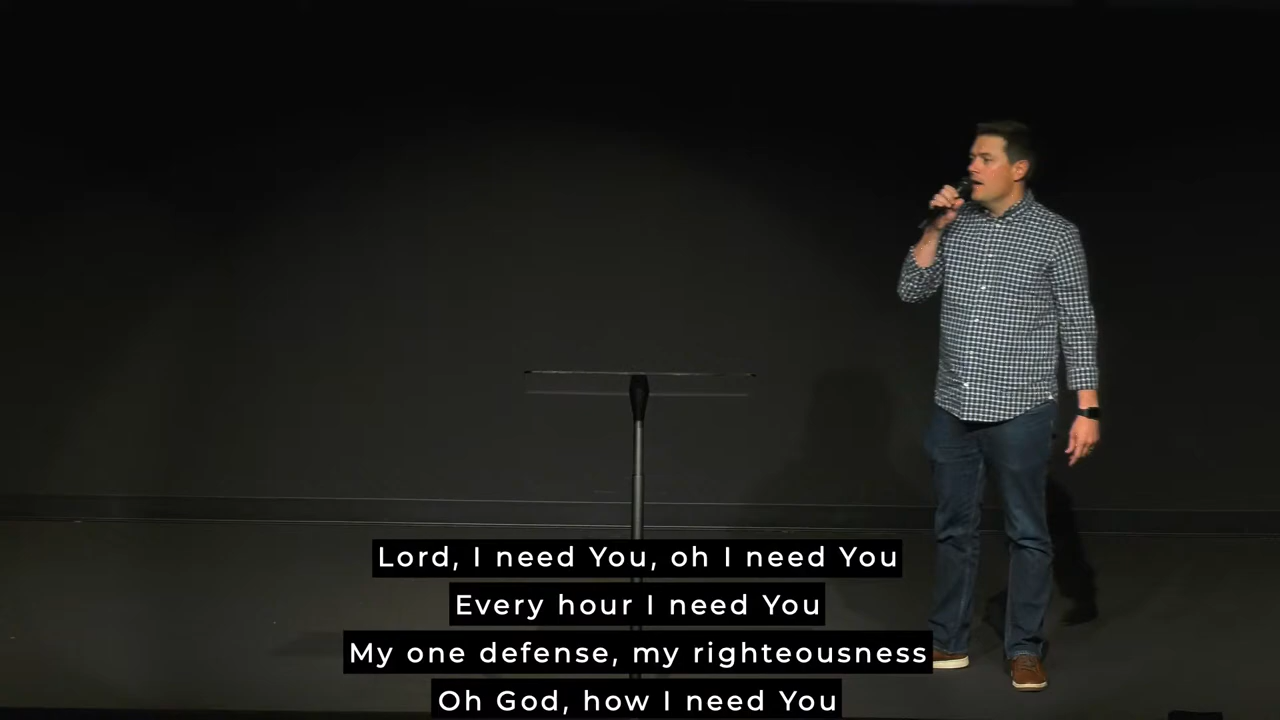 Lord, I need You, oh I need You
Every hour I need You
My one defense, my righteousness
Oh God, how I need You